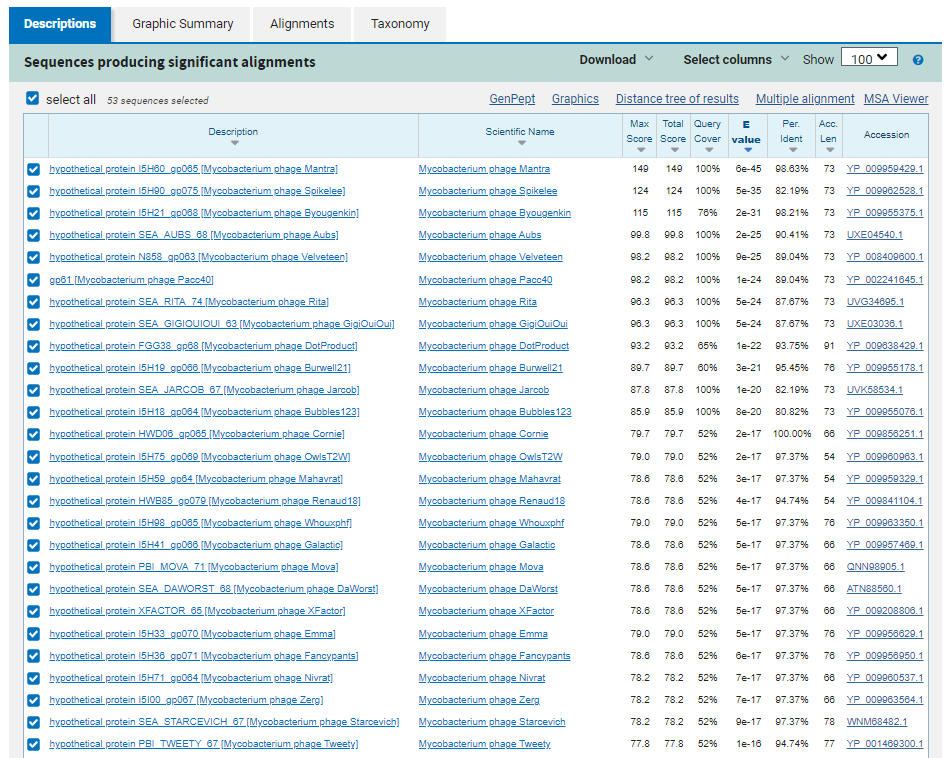 Descriptions Graphic Summary Alignments Taxonomy
Sequences producing significant alignments Download Select columns Show 100 ?
select all 53 sequences selected GenPept Graphics Distance tree of results Multiple alignment MSA Viewer
Description Scientific Name Max Score Total Score Query Cover E value Per. Ident Acc. Len Accession
hypothetical protein I5H60_gp065 [Mycobacterium phage Mantra] Mycobacterium phage Mantra 149 149 100% 6e-45 98.63% 73 YP_009959429.1
hypothetical protein I5H90_gp075 [Mycobacterium phage Spikelee] Mycobacterium phage Spikelee 124 124 100% 5e-35 82.19% 73 YP_009962528.1
hypothetical protein I5H21_gp068 [Mycobacterium phage Byougenkin] Mycobacterium phage Byougenkin 115 115 76% 2e-31 98.21% 73 YP_009955375.1
hypothetical protein SEA_AUBS_68 [Mycobacterium phage Aubs] Mycobacterium phage Aubs 99.8 99.8 100% 2e-25 90.41% 73 UXE04540.1
hypothetical protein N858_gp063 [Mycobacterium phage Velveteen] Mycobacterium phage Velveteen 98.2 98.2 100% 9e-25 89.04% 73 YP_008409600.1
gp61 [Mycobacterium phage Pacc40] Mycobacterium phage Pacc40 98.2 98.2 100% 1e-24 89.04% 73 YP_002241645.1
hypothetical protein SEA_RITA_74 [Mycobacterium phage Rita] Mycobacterium phage Rita 96.3 96.3 100% 5e-24 87.67% 73 UVG34695.1
hypothetical protein SEA_GIGIOUIOUI_63 [Mycobacterium phage GigiOuiOui] Mycobacterium phage GigiOuiOui 96.3 96.3 100% 5e-24 87.67% 73 UXE03036.1
hypothetical protein FGG38_gp68 [Mycobacterium phage DotProduct] Mycobacterium phage DotProduct 93.2 93.2 65% 1e-22 93.75% 91 YP_009638429.1
hypothetical protein I5H19_gp066 [Mycobacterium phage Burwell21] Mycobacterium phage Burwell21 89.7 89.7 60% 3e-21 95.45% 76 YP_009955178.1
hypothetical protein SEA_JARCOB_67 [Mycobacterium phage Jarcob] Mycobacterium phage Jarcob 87.8 87.8 100% 1e-20 82.19% 73 UVK58534.1
hypothetical protein I5H18_gp064 [Mycobacterium phage Bubbles123] Mycobacterium phage Bubbles123 85.9 85.9 100% 8e-20 80.82% 73 YP_009955076.1
hypothetical protein HWD06_gp065 [Mycobacterium phage Cornie] Mycobacterium phage Cornie 79.7 79.7 52% 2e-17 100.00% 66 YP_009856251.1
hypothetical protein I5H75_gp069 [Mycobacterium phage OwlsT2W] Mycobacterium phage OwlsT2W 79.0 79.0 52% 2e-17 97.37% 54 YP_009960963.1
hypothetical protein I5H59_gp64 [Mycobacterium phage Mahavrat] Mycobacterium phage Mahavrat 78.6 78.6 52% 3e-17 97.37% 54 YP_009959329.1
hypothetical protein HWB85_gp079 [Mycobacterium phage Renaud18] Mycobacterium phage Renaud18 78.6 78.6 52% 4e-17 94.74% 54 YP_009841104.1
hypothetical protein I5H98_gp065 [Mycobacterium phage Whouxphf] Mycobacterium phage Whouxphf 79.0 79.0 52% 5e-17 97.37% 76 YP_009963350.1
hypothetical protein I5H41_gp066 [Mycobacterium phage Galactic] Mycobacterium phage Galactic 78.6 78.6 52% 5e-17 97.37% 66 YP_009957469.1
hypothetical protein PBI_MOVA_71 [Mycobacterium phage Mova] Mycobacterium phage Mova 78.6 78.6 52% 5e-17 97.37% 66 QNN98905.1
hypothetical protein SEA_DAWORST_68 [Mycobacterium phage DaWorst] Mycobacterium phage DaWorst 78.6 78.6 52% 5e-17 97.37% 66 ATN88560.1
hypothetical protein XFACTOR_65 [Mycobacterium phage XFactor] Mycobacterium phage XFactor 78.6 78.6 52% 5e-17 97.37% 66 YP_009208806.1
hypothetical protein I5H33_gp070 [Mycobacterium phage Emma] Mycobacterium phage Emma 79.0 79.0 52% 5e-17 97.37% 76 YP_009956629.1
hypothetical protein I5H36_gp071 [Mycobacterium phage Fancypants] Mycobacterium phage Fancypants 78.6 78.6 52% 6e-17 97.37% 76 YP_009956950.1
hypothetical protein I5H71_gp064 [Mycobacterium phage Nivrat] Mycobacterium phage Nivrat 78.2 78.2 52% 7e-17 97.37% 66 YP_009960537.1
hypothetical protein I5I00_gp067 [Mycobacterium phage Zerg] Mycobacterium phage Zerg 78.2 78.2 52% 7e-17 97.37% 66 YP_009963564.1
hypothetical protein SEA_STARCEVICH_67 [Mycobacterium phage Starcevich] Mycobacterium phage Starcevich 78.2 78.2 52% 9e-17 97.37% 78 WNM68482.1
hypothetical protein PBI_TWEETY_67 [Mycobacterium phage Tweety] Mycobacterium phage Tweety 77.8 77.8 52% 1e-16 94.74% 77 YP_001469300.1